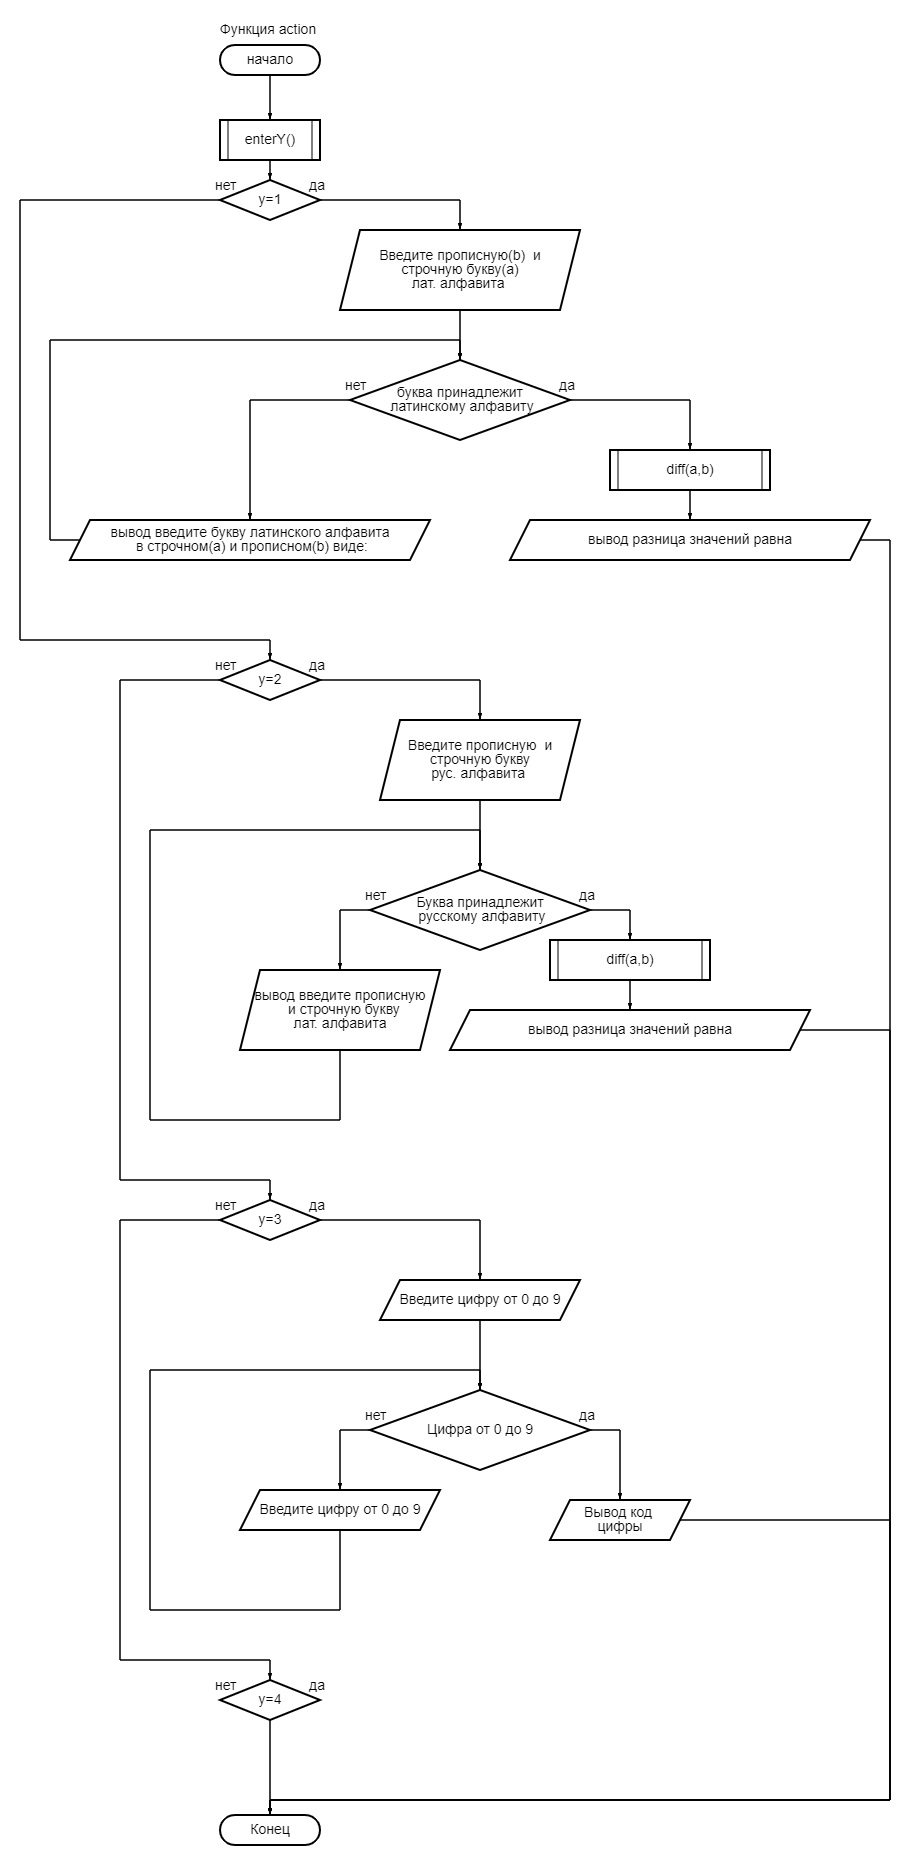 Функция action
начало
enterY()
нет
да
y=1
Введите прописную(b) и
строчную букву(a)
лат. алфавита
нет
да
буква принадлежит
латинскому алфавиту
diff(a,b)
вывод введите букву латинского алфавита
в строчном(a) и прописном(b) виде:
вывод разница значений равна
нет
да
y=2
Введите прописную и
строчную букву
рус. алфавита
нет
да
Буква принадлежит
русскому алфавиту
diff(a,b)
вывод введите прописную
и строчную букву
лат. алфавита
вывод разница значений равна
нет
да
y=3
Введите цифру от 0 до 9
нет
да
Цифра от 0 до 9
Введите цифру от 0 до 9
Вывод код
цифры
нет
да
y=4
Конец